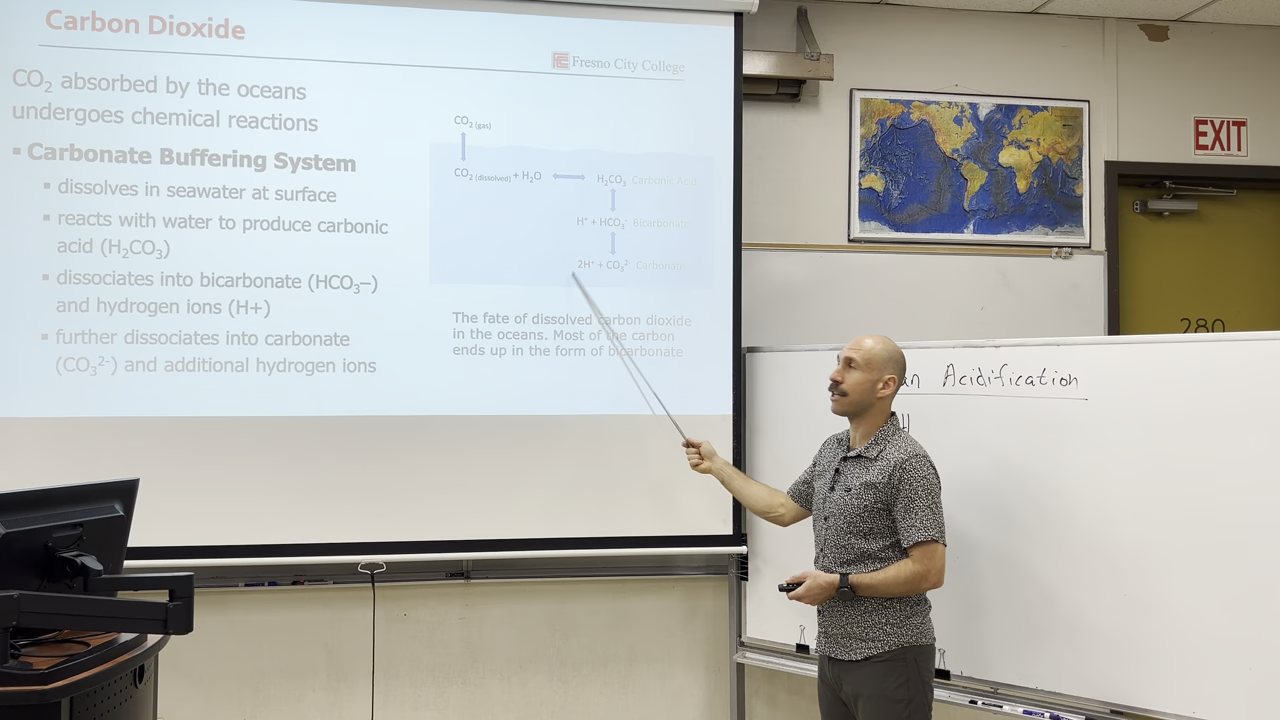 Carbon Dioxide
Fresno City College
CO₂ absorbed by the oceans
undergoes chemical reactions
▪ Carbonate Buffering System
▪ dissolves in seawater at surface
▪ reacts with water to produce carbonic
acid (H₂CO₃)
▪ dissociates into bicarbonate (HCO₃–)
and hydrogen ions (H+)
▪ further dissociates into carbonate
(CO₃²⁻) and additional hydrogen ions
CO₂ (gas)
CO₂ (dissolved) + H₂O
H₂CO₃ Carbonic Acid
H⁺ + HCO₃⁻ Bicarbonate
2H⁺ + CO₃²⁻ Carbonate
The fate of dissolved carbon dioxide
in the oceans. Most of the carbon
ends up in the form of bicarbonate
EXIT
280
Acidification